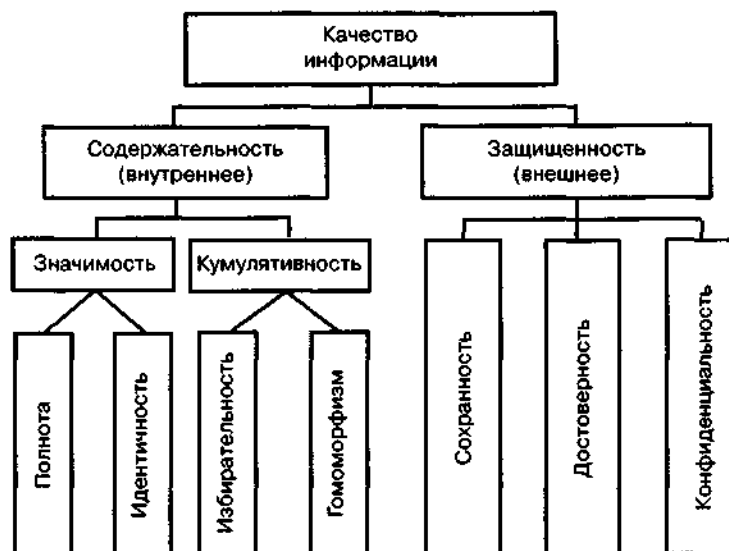 Качество
информации
Содержательность
(внутреннее)
Защищенность
(внешнее)
Значимость
Кумулятивность
Полнота
Идентичность
Избирательность
Гомоморфизм
Сохранность
Достоверность
Конфиденциальность